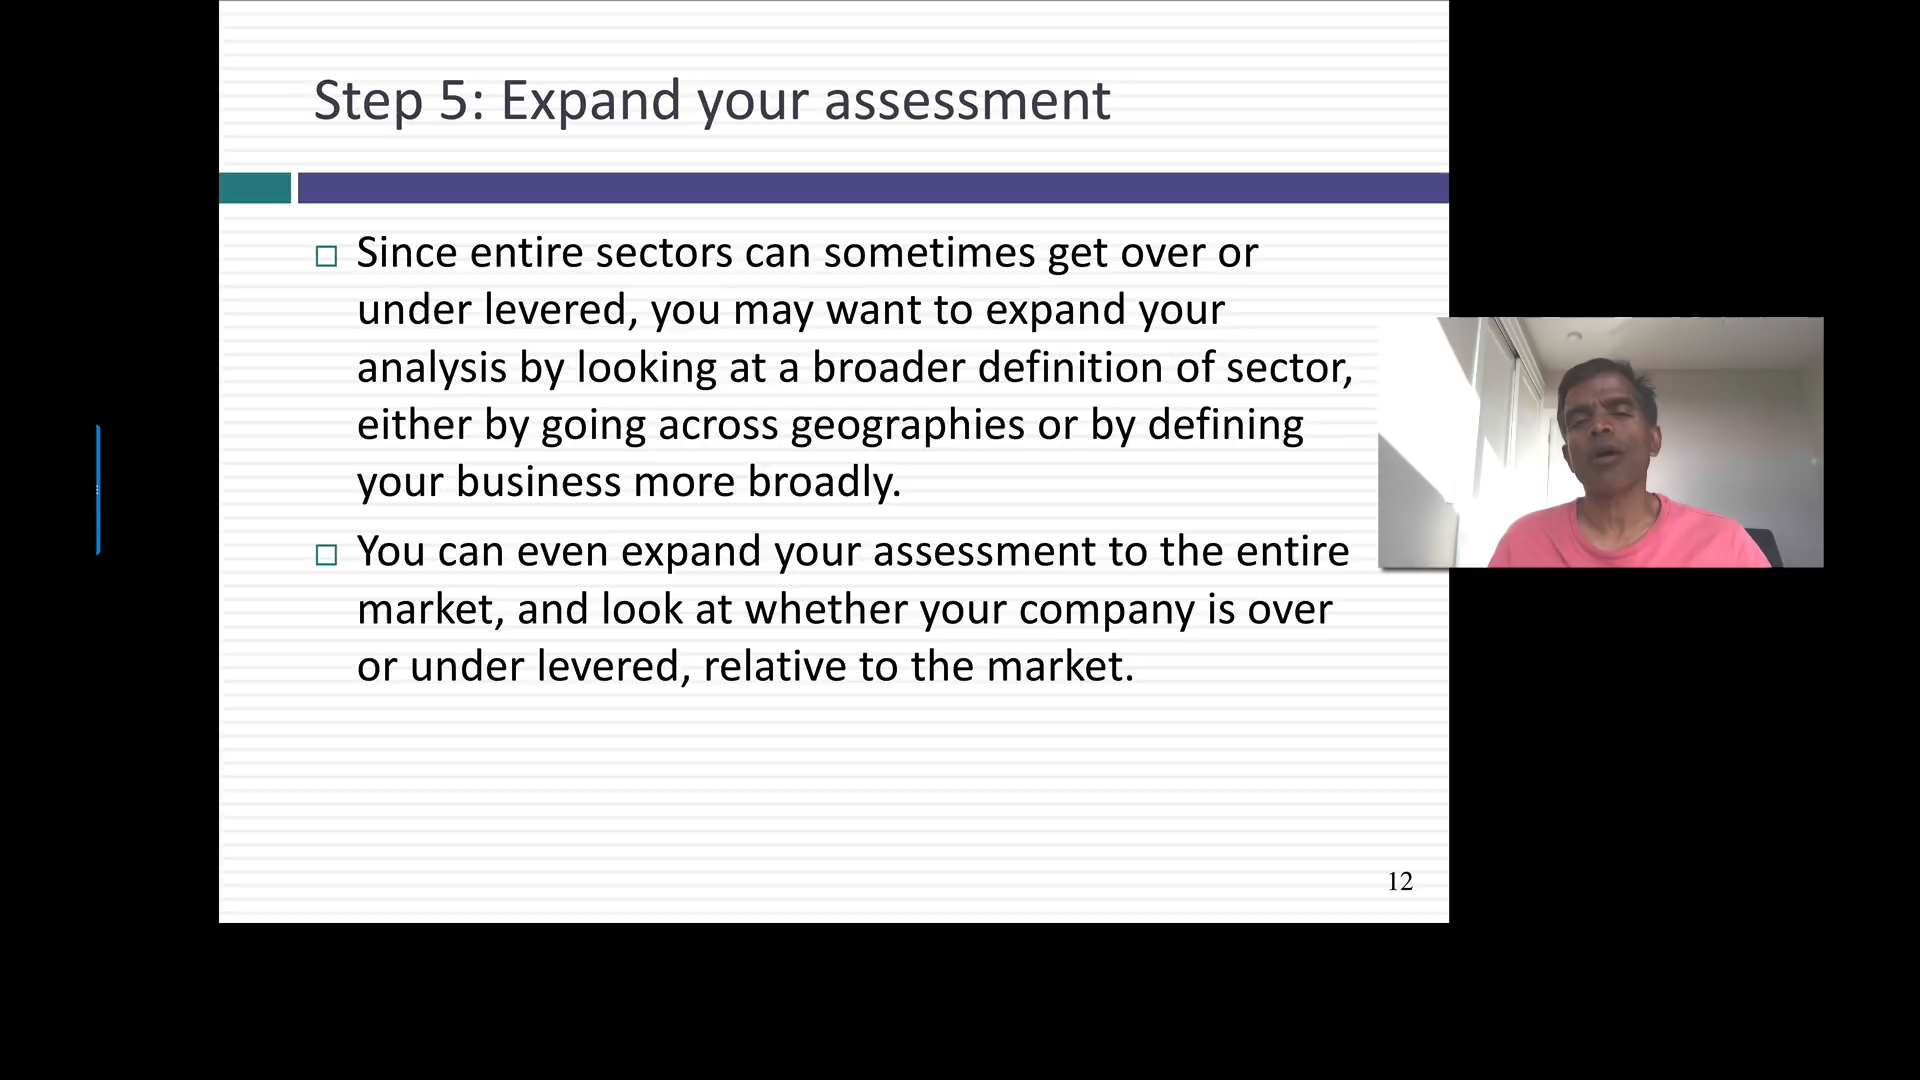 Step 5: Expand your assessment
Since entire sectors can sometimes get over or
under levered, you may want to expand your
analysis by looking at a broader definition of sector,
either by going across geographies or by defining
your business more broadly.
You can even expand your assessment to the entire
market, and look at whether your company is over
or under levered, relative to the market.
12